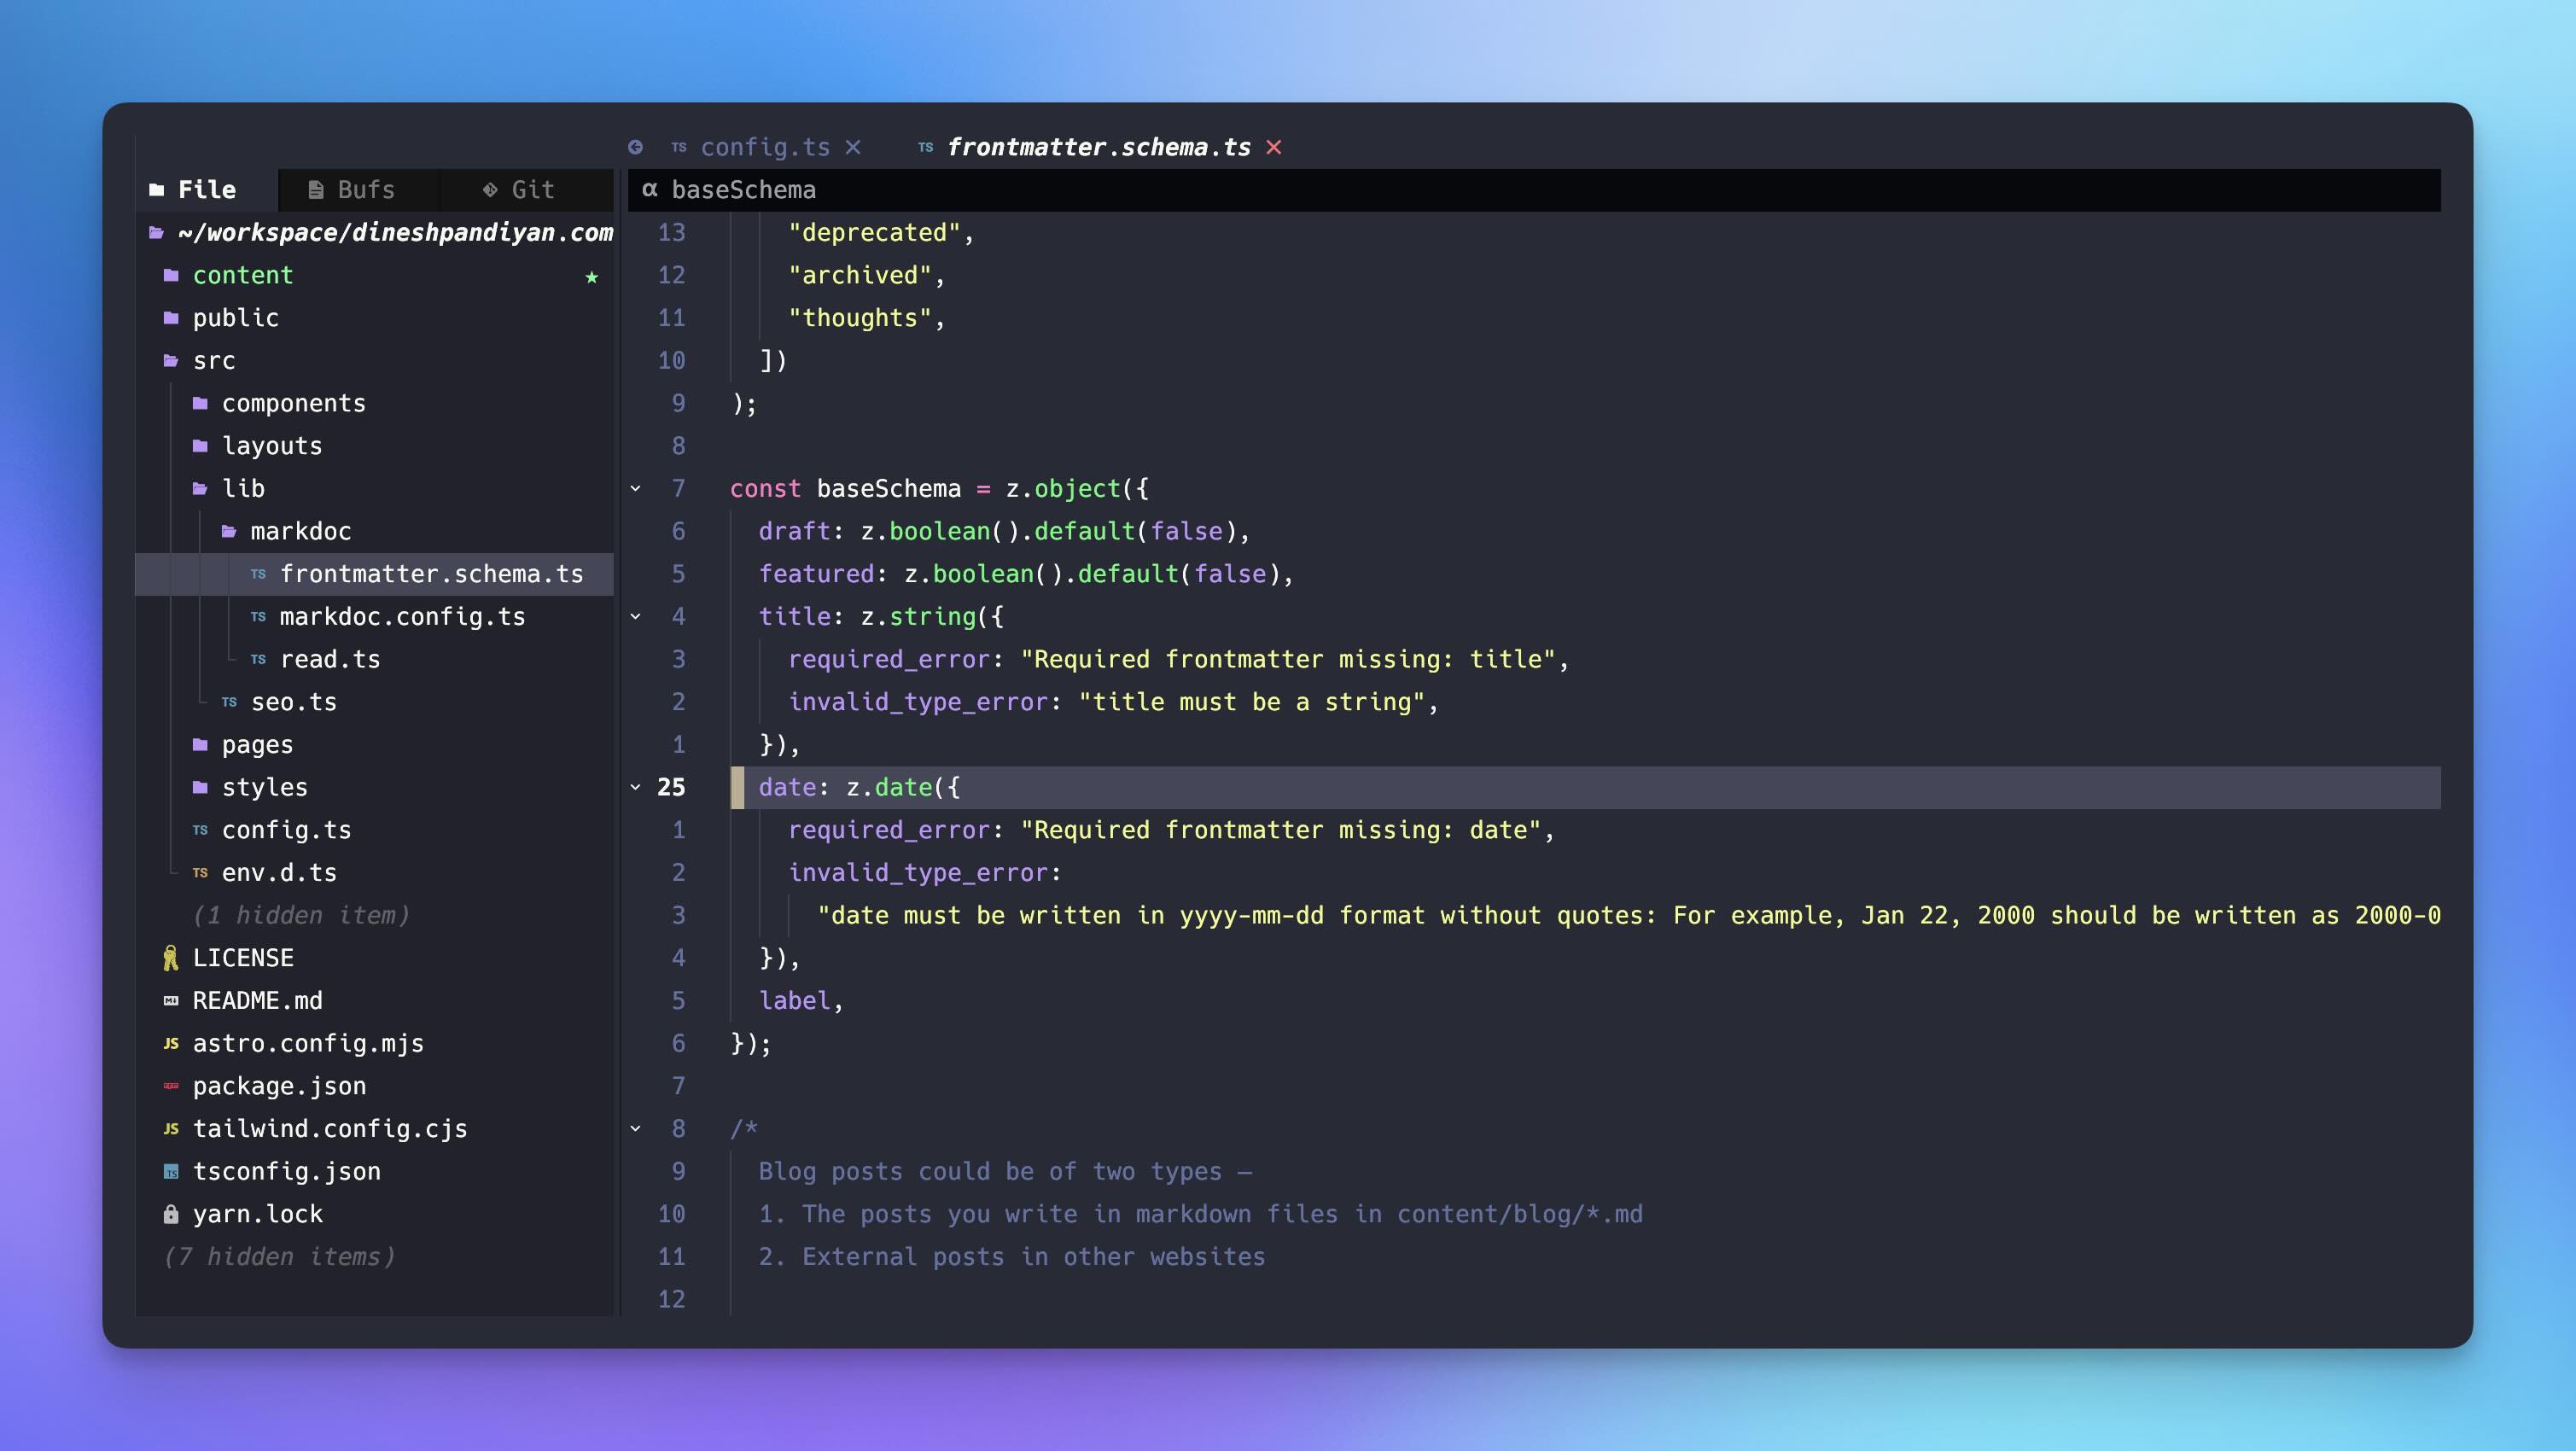 config.ts frontmatter.schema.ts
File Bufs Git
baseSchema
~/workspace/dineshpandiyan.com
content
public
src
components
layouts
lib
markdoc
TS frontmatter.schema.ts
TS markdoc.config.ts
TS read.ts
TS seo.ts
pages
styles
TS config.ts
TS env.d.ts
(1 hidden item)
LICENSE
README.md
JS astro.config.mjs
package.json
JS tailwind.config.cjs
tsconfig.json
yarn.lock
(7 hidden items)
13 "deprecated",
12 "archived",
11 "thoughts",
10 ])
9 );
8
7 const baseSchema = z.object({
6 draft: z.boolean().default(false),
5 featured: z.boolean().default(false),
4 title: z.string({
3 required_error: "Required frontmatter missing: title",
2 invalid_type_error: "title must be a string",
1 }),
25 date: z.date({
1 required_error: "Required frontmatter missing: date",
2 invalid_type_error:
3 "date must be written in yyyy-mm-dd format without quotes: For example, Jan 22, 2000 should be written as 2000-0
4 }),
5 label,
6 });
7
8 /*
9 Blog posts could be of two types —
10 1. The posts you write in markdown files in content/blog/*.md
11 2. External posts in other websites
12